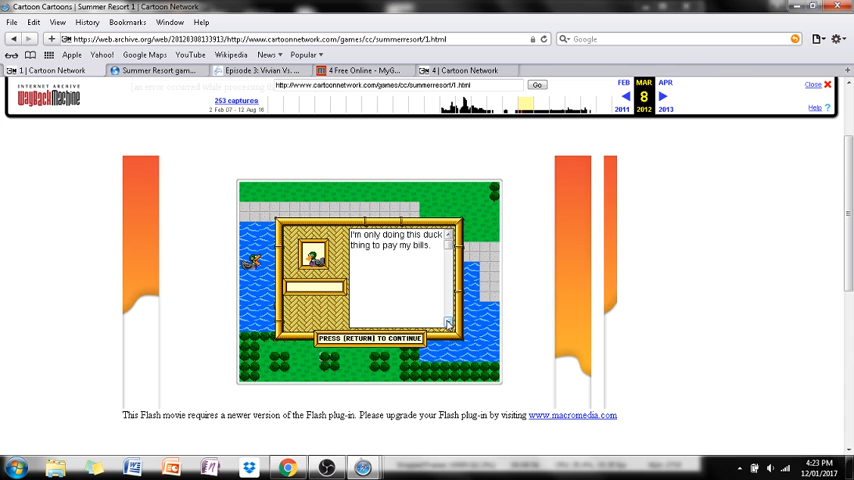 Cartoon Cartoons | Summer Resort 1 | Cartoon Network
File Edit View History Bookmarks Window Help
https://web.archive.org/web/20120308133913/http://www.cartoonnetwork.com/games/cc/summerresort/1.html
Google
Apple Yahoo! Google Maps YouTube Wikipedia News Popular
1 | Cartoon Network
Summer Resort gam...
Episode 3: Vivian Vs. ...
4 Free Online - MyG...
4 | Cartoon Network
INTERNET ARCHIVE
WayBackMachine
http://www.cartoonnetwork.com/games/cc/summerresort/1.html
Go
253 captures
2 Feb 07 - 12 Aug 16
FEB MAR APR
8
2011 2012 2013
Close
Help
I'm only doing this duck
thing to pay my bills.
PRESS [RETURN] TO CONTINUE
This Flash movie requires a newer version of the Flash plug-in. Please upgrade your Flash plug-in by visiting www.macromedia.com
4:23 PM
12/01/2017